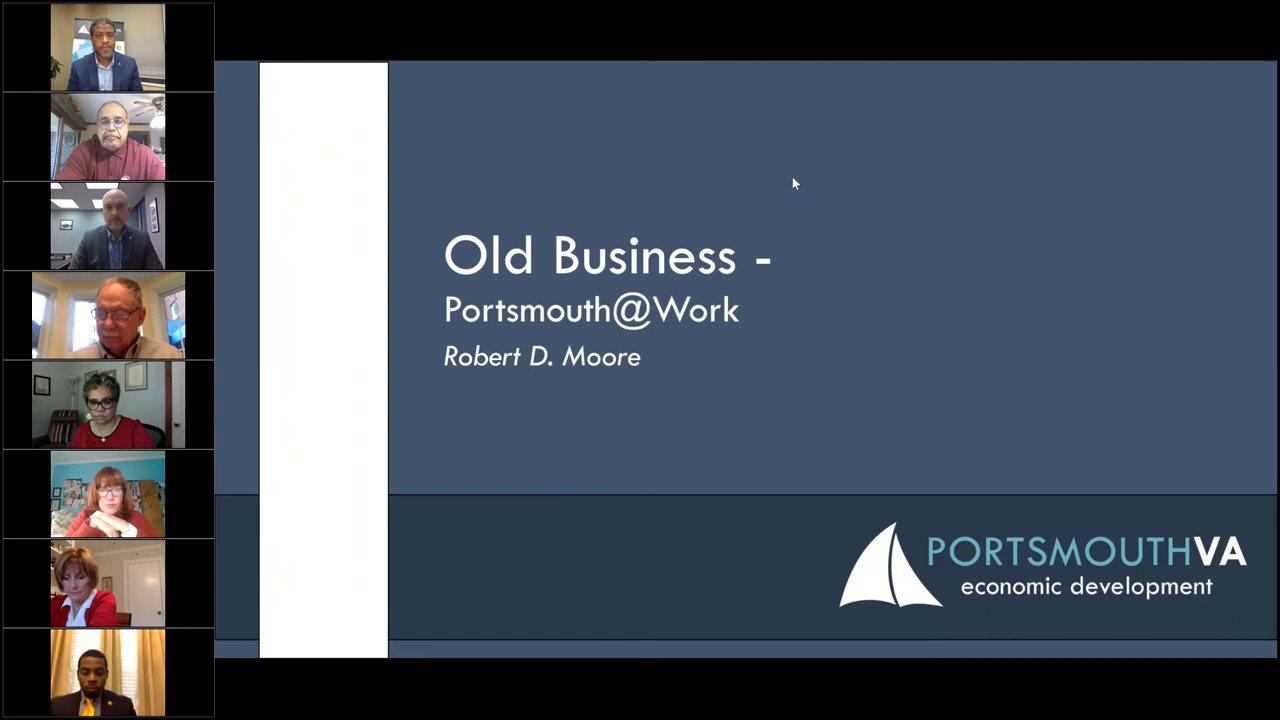 Old Business -
Portsmouth@Work
Robert D. Moore
PORTSMOUTHVA
economic development